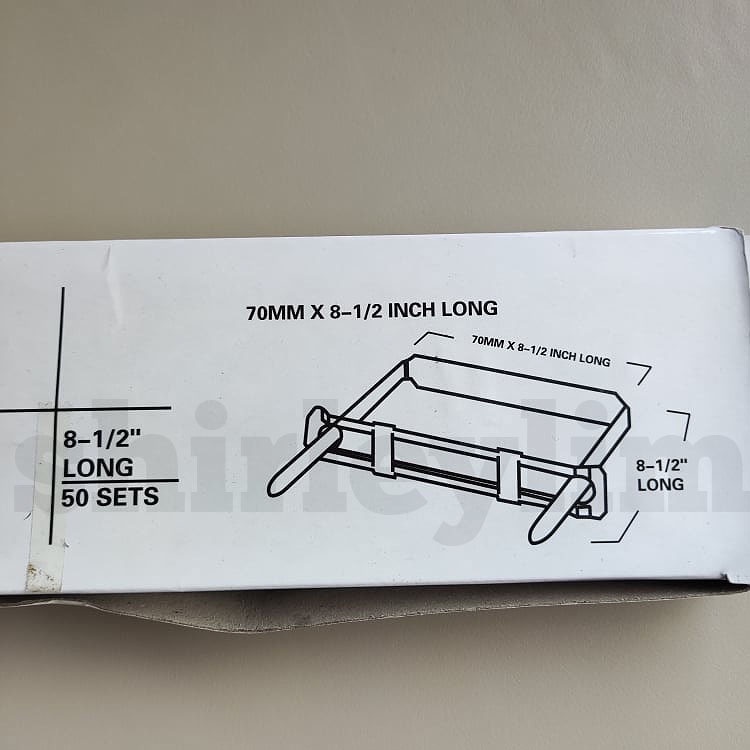 70MM X 8-1/2 INCH LONG
70MM X 8-1/2 INCH LONG
8-1/2"
LONG
50 SETS
8-1/2"
LONG
shirleylim